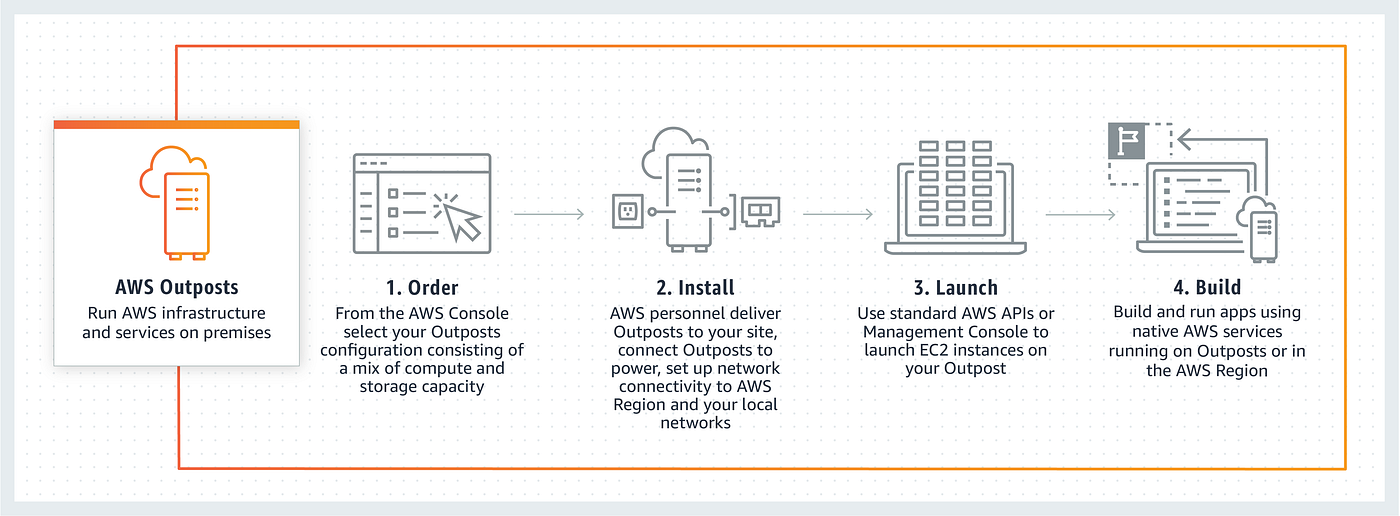 AWS Outposts
Run AWS infrastructure
and services on premises
1. Order
From the AWS Console
select your Outposts
configuration consisting of
a mix of compute and
storage capacity
2. Install
AWS personnel deliver
Outposts to your site,
connect Outposts to
power, set up network
connectivity to AWS
Region and your local
networks
3. Launch
Use standard AWS APIs or
Management Console to
launch EC2 instances on
your Outpost
4. Build
Build and run apps using
native AWS services
running on Outposts or in
the AWS Region